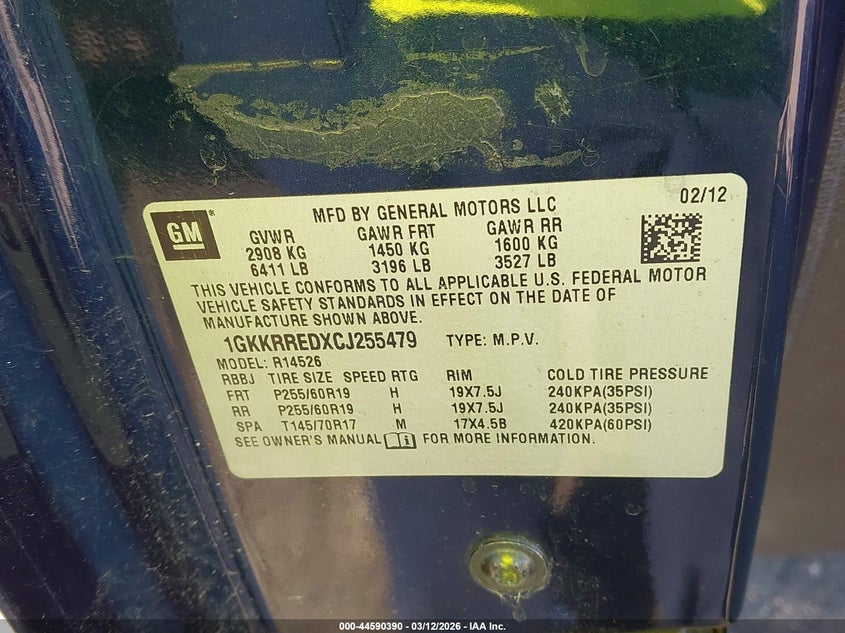 GM ®
MFD BY GENERAL MOTORS LLC 02/12
GVWR GAWR FRT GAWR RR
2908 KG 1450 KG 1600 KG
6411 LB 3196 LB 3527 LB
THIS VEHICLE CONFORMS TO ALL APPLICABLE U.S. FEDERAL MOTOR
VEHICLE SAFETY STANDARDS IN EFFECT ON THE DATE OF
MANUFACTURE SHOWN ABOVE.
1GKKRREDXCJ255479 TYPE: M.P.V.
MODEL: R14526
RBBJ TIRE SIZE SPEED RTG RIM COLD TIRE PRESSURE
FRT P255/60R19 H 19X7.5J 240KPA(35PSI)
RR P255/60R19 H 19X7.5J 240KPA(35PSI)
SPA T145/70R17 M 17X4.5B 420KPA(60PSI)
SEE OWNER'S MANUAL FOR MORE INFORMATION.
000-44590390 — 03/12/2026 — IAA Inc.